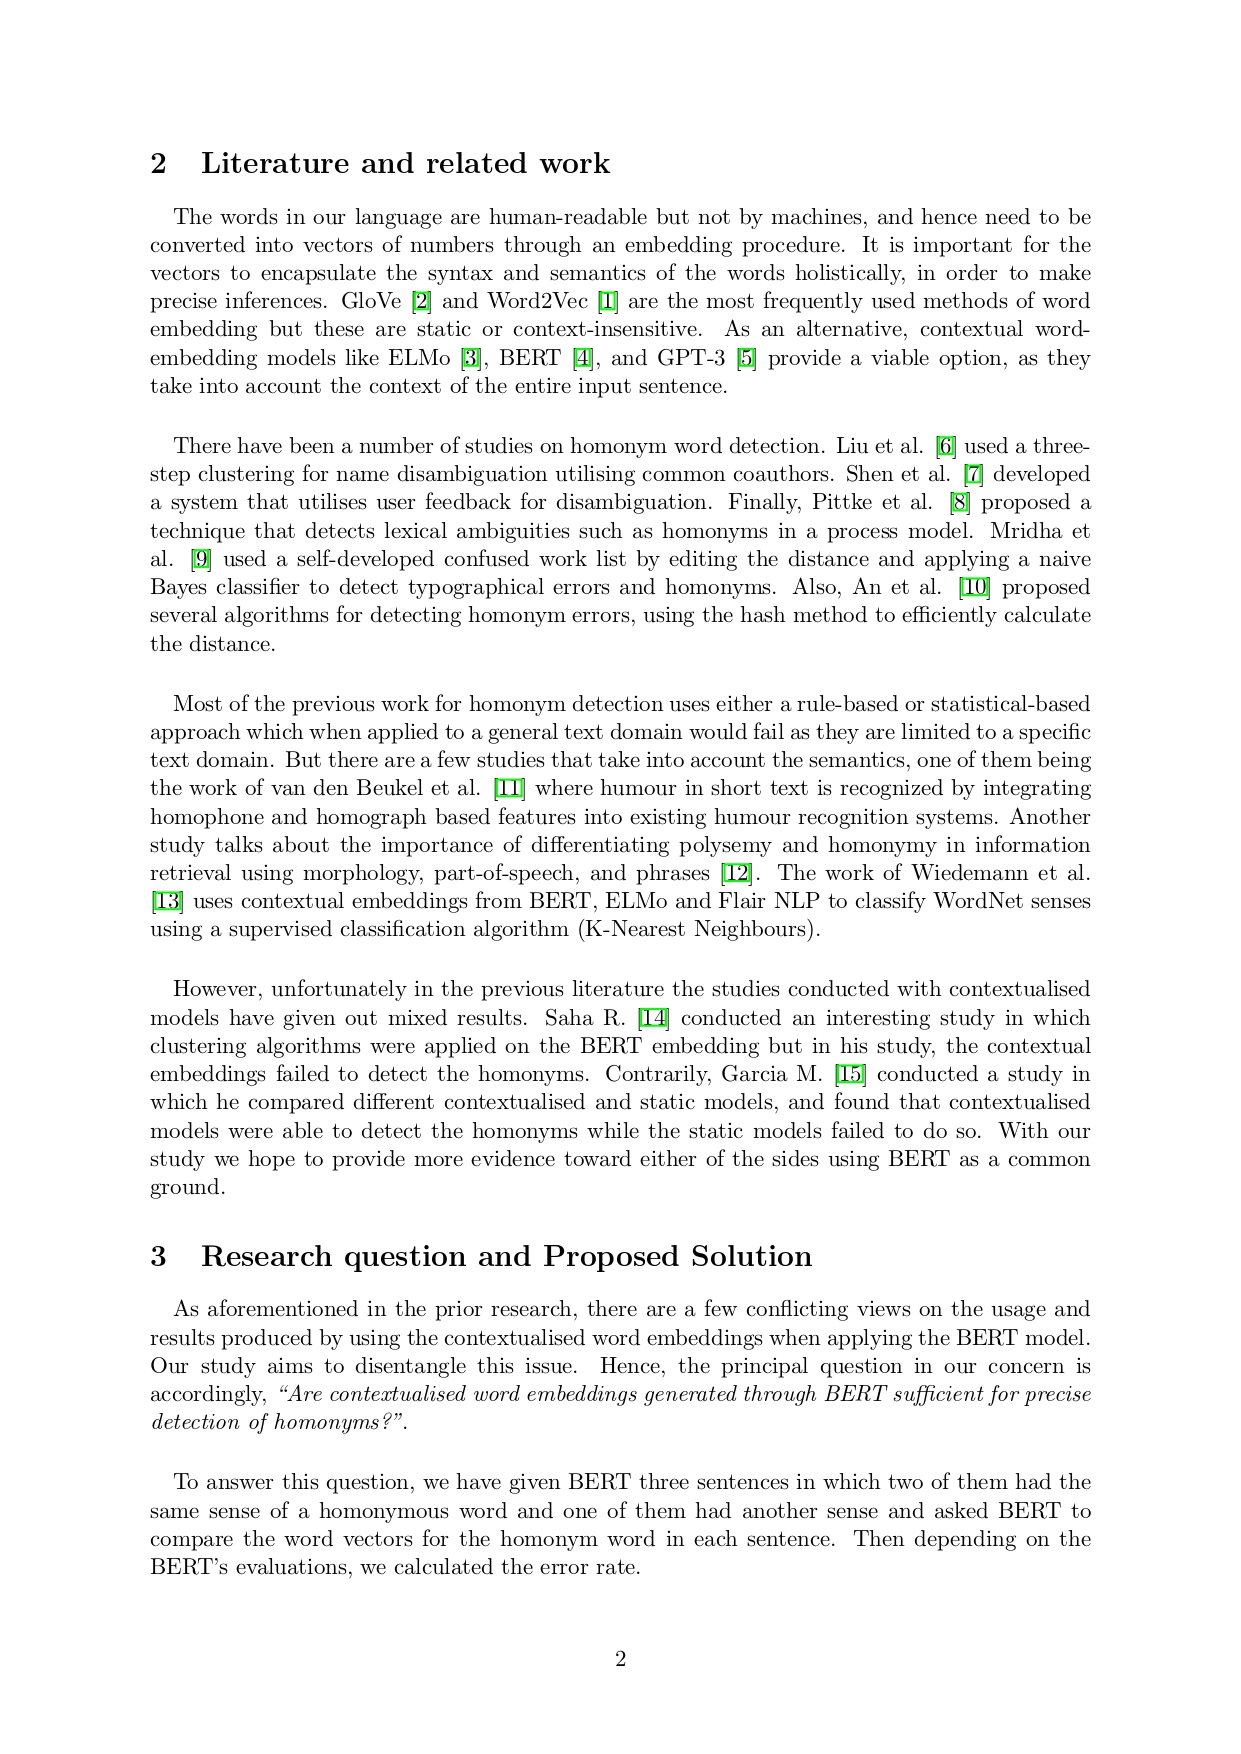 2 Literature and related work
The words in our language are human-readable but not by machines, and hence need to be
converted into vectors of numbers through an embedding procedure. It is important for the
vectors to encapsulate the syntax and semantics of the words holistically, in order to make
precise inferences. GloVe [2] and Word2Vec [1] are the most frequently used methods of word
embedding but these are static or context-insensitive. As an alternative, contextual word-
embedding models like ELMo [3], BERT [4], and GPT-3 [5] provide a viable option, as they
take into account the context of the entire input sentence.
There have been a number of studies on homonym word detection. Liu et al. [6] used a three-
step clustering for name disambiguation utilising common coauthors. Shen et al. [7] developed
a system that utilises user feedback for disambiguation. Finally, Pittke et al. [8] proposed a
technique that detects lexical ambiguities such as homonyms in a process model. Mridha et
al. [9] used a self-developed confused work list by editing the distance and applying a naive
Bayes classifier to detect typographical errors and homonyms. Also, An et al. [10] proposed
several algorithms for detecting homonym errors, using the hash method to efficiently calculate
the distance.
Most of the previous work for homonym detection uses either a rule-based or statistical-based
approach which when applied to a general text domain would fail as they are limited to a specific
text domain. But there are a few studies that take into account the semantics, one of them being
the work of van den Beukel et al. [11] where humour in short text is recognized by integrating
homophone and homograph based features into existing humour recognition systems. Another
study talks about the importance of differentiating polysemy and homonymy in information
retrieval using morphology, part-of-speech, and phrases [12]. The work of Wiedemann et al.
[13] uses contextual embeddings from BERT, ELMo and Flair NLP to classify WordNet senses
using a supervised classification algorithm (K-Nearest Neighbours).
However, unfortunately in the previous literature the studies conducted with contextualised
models have given out mixed results. Saha R. [14] conducted an interesting study in which
clustering algorithms were applied on the BERT embedding but in his study, the contextual
embeddings failed to detect the homonyms. Contrarily, Garcia M. [15] conducted a study in
which he compared different contextualised and static models, and found that contextualised
models were able to detect the homonyms while the static models failed to do so. With our
study we hope to provide more evidence toward either of the sides using BERT as a common
ground.
3 Research question and Proposed Solution
As aforementioned in the prior research, there are a few conflicting views on the usage and
results produced by using the contextualised word embeddings when applying the BERT model.
Our study aims to disentangle this issue. Hence, the principal question in our concern is
accordingly, “Are contextualised word embeddings generated through BERT sufficient for precise
detection of homonyms?”.
To answer this question, we have given BERT three sentences in which two of them had the
same sense of a homonymous word and one of them had another sense and asked BERT to
compare the word vectors for the homonym word in each sentence. Then depending on the
BERT’s evaluations, we calculated the error rate.
2